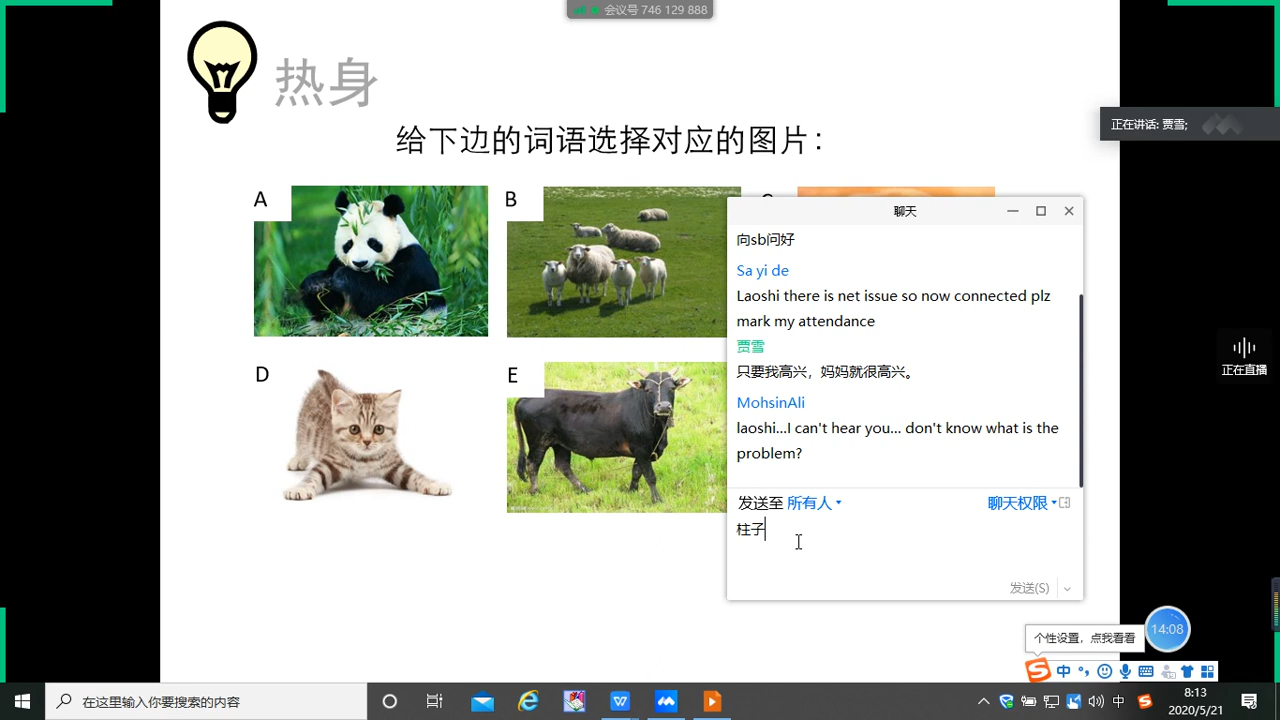 会议号 746 129 888
热身
正在讲话: 贾雪;
给下边的词语选择对应的图片：
A
B
聊天
向sb问好
Sa yi de
Laoshi there is net issue so now connected plz
mark my attendance
贾雪
只要我高兴，妈妈就很高兴。
MohsinAli
laoshi...I can't hear you... don't know what is the
problem?
正在直播
D
E
发送至 所有人
聊天权限
柱子
发送(S)
个性设置，点我看看
14:08
中
在这里输入你要搜索的内容
中
8:13
2020/5/21